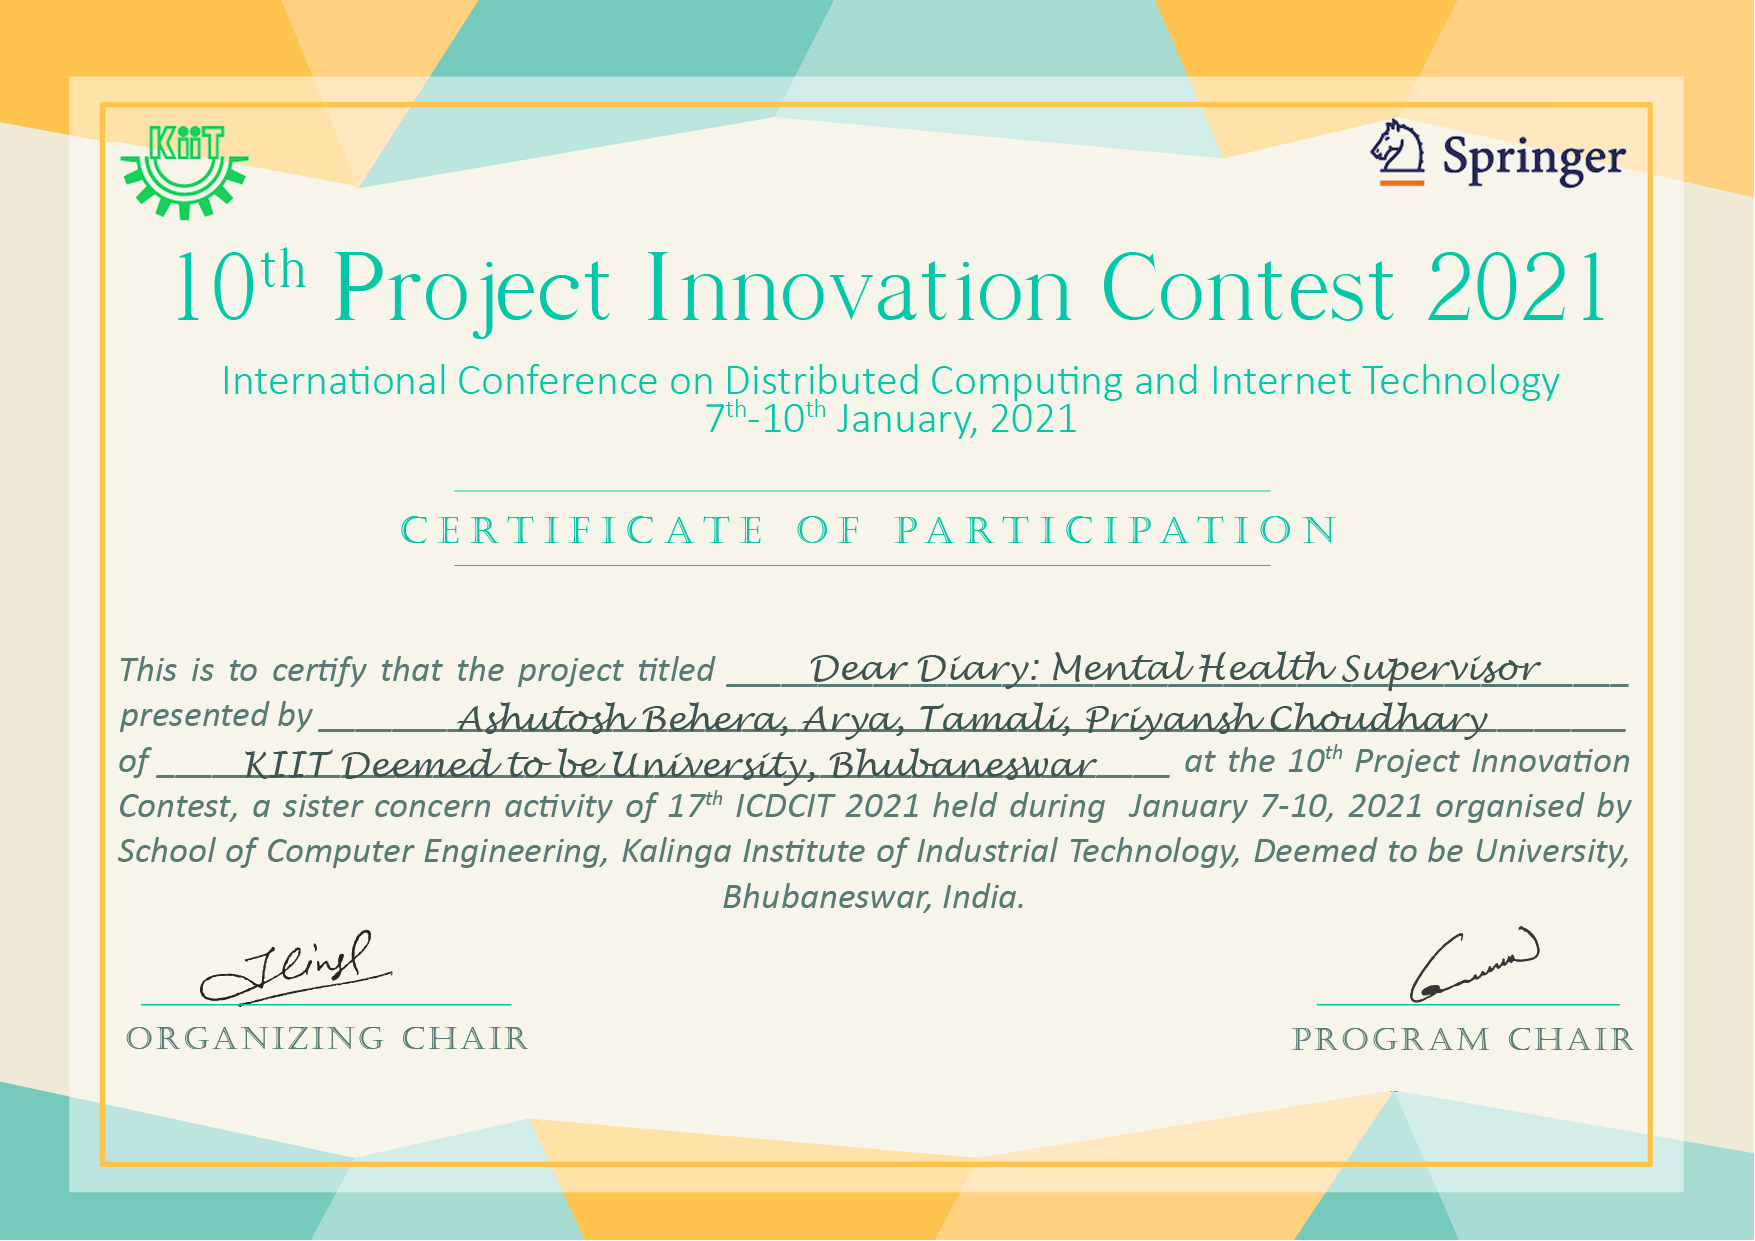 KiiT
Springer
10th Project Innovation Contest 2021
International Conference on Distributed Computing and Internet Technology
7th-10th January, 2021
CERTIFICATE OF PARTICIPATION
This is to certify that the project titled Dear Diary: Mental Health Supervisor
presented by Ashutosh Behera, Arya, Tamali, Priyansh Choudhary
of KIIT Deemed to be University, Bhubaneswar at the 10th Project Innovation
Contest, a sister concern activity of 17th ICDCIT 2021 held during January 7-10, 2021 organised by
School of Computer Engineering, Kalinga Institute of Industrial Technology, Deemed to be University,
Bhubaneswar, India.
ORGANIZING CHAIR
PROGRAM CHAIR